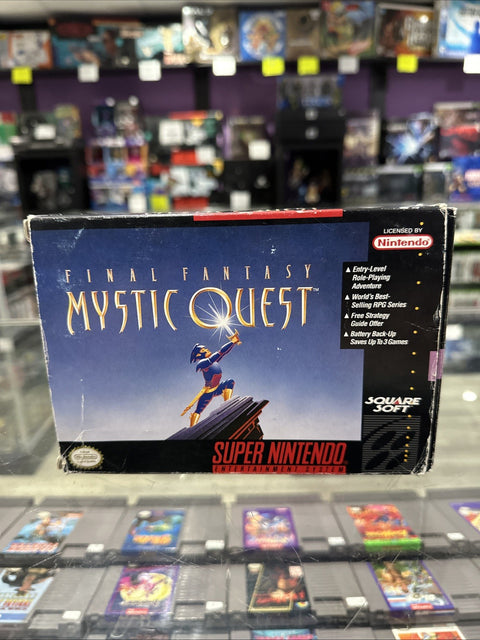 LICENSED BY
Nintendo
FINAL FANTASY
MYSTIC QUEST™
▲ Entry-Level
Role-Playing
Adventure
▲ World's Best-
Selling RPG Series
▲ Free Strategy
Guide Offer
▲ Battery Back-Up
Saves Up To 3 Games
SQUARE
SOFT
SUPER NINTENDO
ENTERTAINMENT SYSTEM